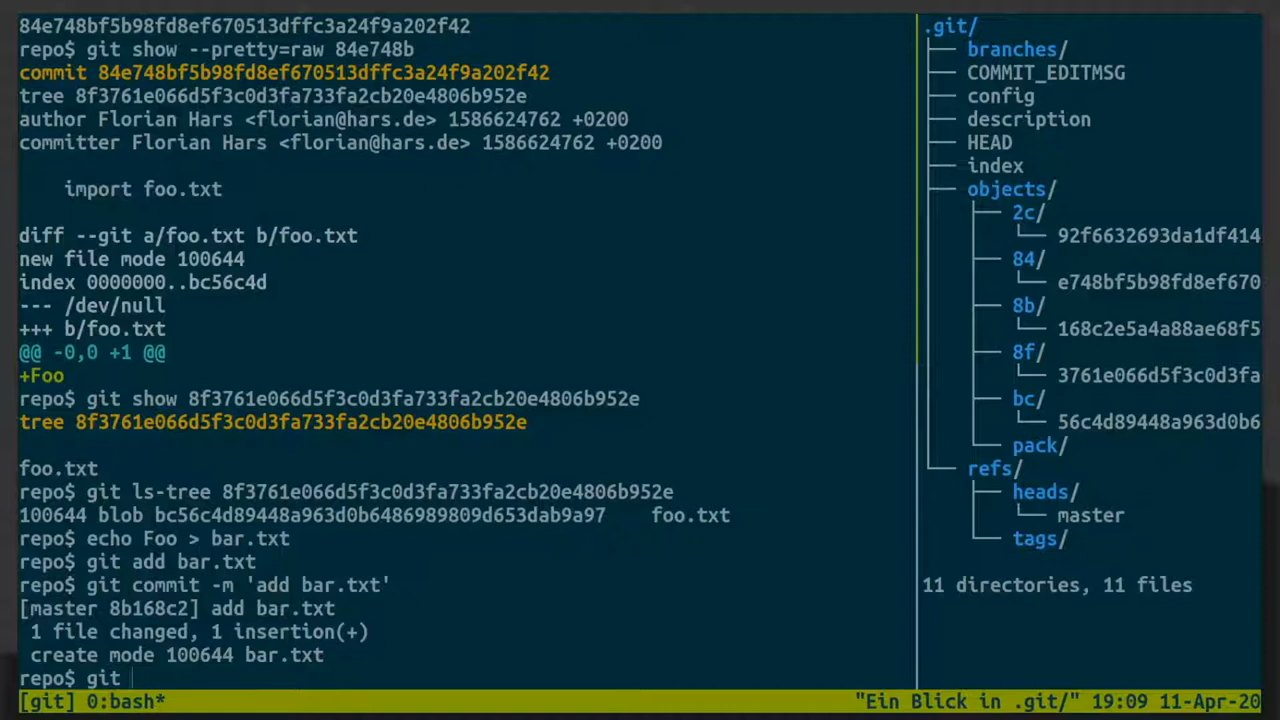 84e748bf5b98fd8ef670513dffc3a24f9a202f42
repo$ git show --pretty=raw 84e748b
commit 84e748bf5b98fd8ef670513dffc3a24f9a202f42
tree 8f3761e066d5f3c0d3fa733fa2cb20e4806b952e
author Florian Hars <florian@hars.de> 1586624762 +0200
committer Florian Hars <florian@hars.de> 1586624762 +0200
    import foo.txt
diff --git a/foo.txt b/foo.txt
new file mode 100644
index 0000000..bc56c4d
--- /dev/null
+++ b/foo.txt
@@ -0,0 +1 @@
+Foo
repo$ git show 8f3761e066d5f3c0d3fa733fa2cb20e4806b952e
tree 8f3761e066d5f3c0d3fa733fa2cb20e4806b952e
foo.txt
repo$ git ls-tree 8f3761e066d5f3c0d3fa733fa2cb20e4806b952e
100644 blob bc56c4d89448a963d0b6486989809d653dab9a97    foo.txt
repo$ echo Foo > bar.txt
repo$ git add bar.txt
repo$ git commit -m 'add bar.txt'
[master 8b168c2] add bar.txt
 1 file changed, 1 insertion(+)
 create mode 100644 bar.txt
repo$ git
.git/
├── branches/
├── COMMIT_EDITMSG
├── config
├── description
├── HEAD
├── index
├── objects/
│   ├── 2c/
│   │   └── 92f6632693da1df414
│   ├── 84/
│   │   └── e748bf5b98fd8ef670
│   ├── 8b/
│   │   └── 168c2e5a4a88ae68f5
│   ├── 8f/
│   │   └── 3761e066d5f3c0d3fa
│   ├── bc/
│   │   └── 56c4d89448a963d0b6
│   └── pack/
└── refs/
    ├── heads/
    │   └── master
    └── tags/
11 directories, 11 files
[git] 0:bash* "Ein Blick in .git/" 19:09 11-Apr-20